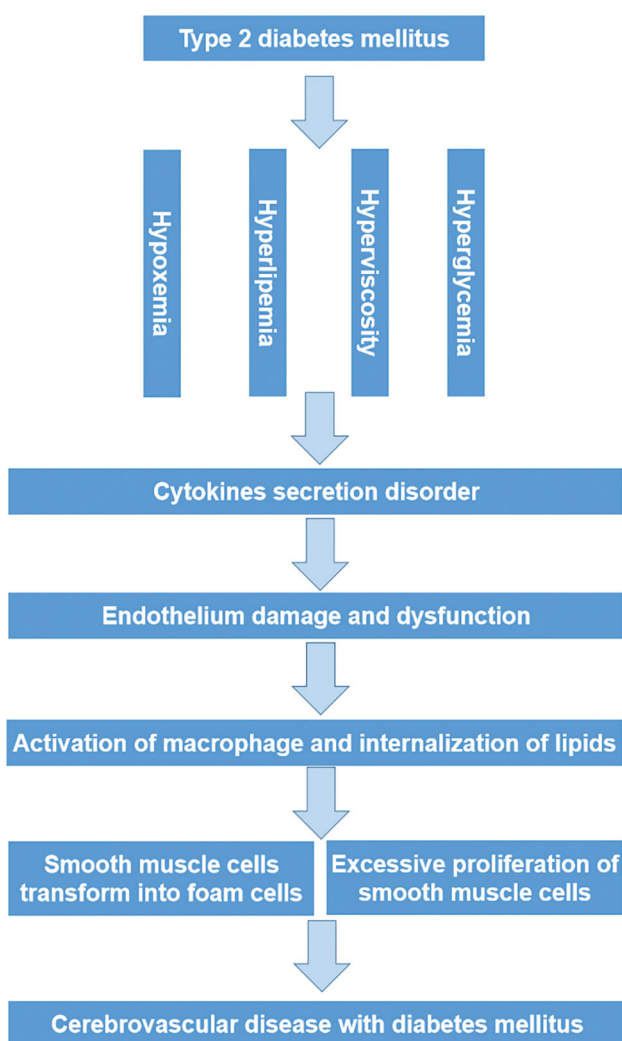 Type 2 diabetes mellitus
Hypoxemia
Hyperlipemia
Hyperviscosity
Hyperglycemia
Cytokines secretion disorder
Endothelium damage and dysfunction
Activation of macrophage and internalization of lipids
Smooth muscle cells
transform into foam cells
Excessive proliferation of
smooth muscle cells
Cerebrovascular disease with diabetes mellitus